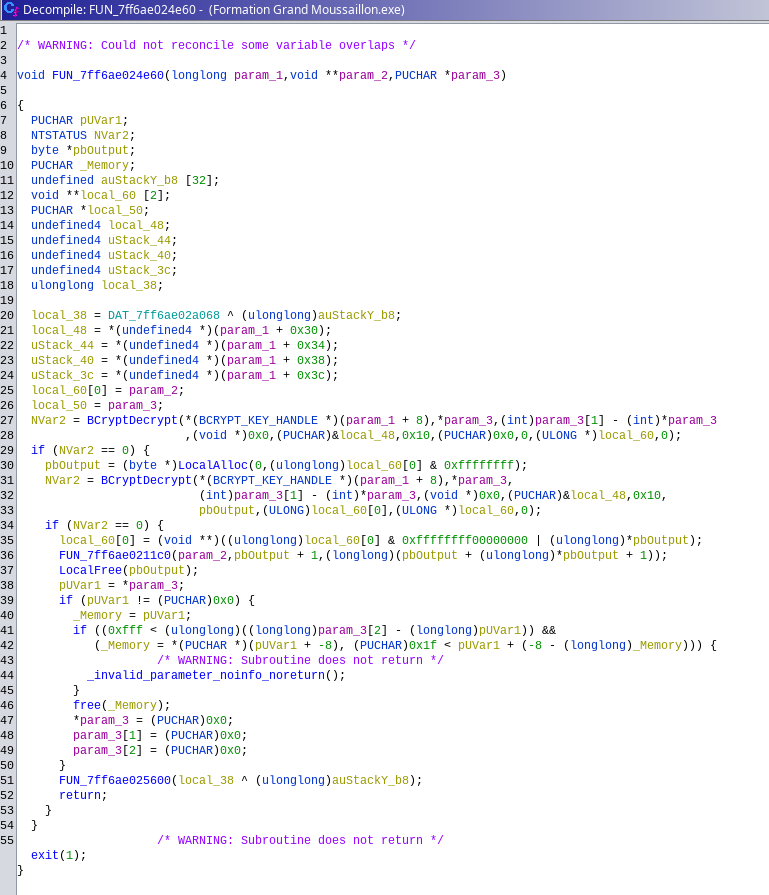 Decompile: FUN_7ff6ae024e60 - (Formation Grand Moussaillon.exe)
1
2 /* WARNING: Could not reconcile some variable overlaps */
3
4 void FUN_7ff6ae024e60(longlong param_1,void **param_2,PUCHAR *param_3)
5
6 {
7   PUCHAR pUVar1;
8   NTSTATUS NVar2;
9   byte *pbOutput;
10   PUCHAR _Memory;
11   undefined auStackY_b8 [32];
12   void **local_60 [2];
13   PUCHAR *local_50;
14   undefined4 local_48;
15   undefined4 uStack_44;
16   undefined4 uStack_40;
17   undefined4 uStack_3c;
18   ulonglong local_38;
19
20   local_38 = DAT_7ff6ae02a068 ^ (ulonglong)auStackY_b8;
21   local_48 = *(undefined4 *)(param_1 + 0x30);
22   uStack_44 = *(undefined4 *)(param_1 + 0x34);
23   uStack_40 = *(undefined4 *)(param_1 + 0x38);
24   uStack_3c = *(undefined4 *)(param_1 + 0x3c);
25   local_60[0] = param_2;
26   local_50 = param_3;
27   NVar2 = BCryptDecrypt(*(BCRYPT_KEY_HANDLE *)(param_1 + 8),*param_3,(int)param_3[1] - (int)*param_3
28                         ,(void *)0x0,(PUCHAR)&local_48,0x10,(PUCHAR)0x0,0,(ULONG *)local_60,0);
29   if (NVar2 == 0) {
30     pbOutput = (byte *)LocalAlloc(0,(ulonglong)local_60[0] & 0xffffffff);
31     NVar2 = BCryptDecrypt(*(BCRYPT_KEY_HANDLE *)(param_1 + 8),*param_3,
32                           (int)param_3[1] - (int)*param_3,(void *)0x0,(PUCHAR)&local_48,0x10,
33                           pbOutput,(ULONG)local_60[0],(ULONG *)local_60,0);
34     if (NVar2 == 0) {
35       local_60[0] = (void **)((ulonglong)local_60[0] & 0xffffffff00000000 | (ulonglong)*pbOutput);
36       FUN_7ff6ae0211c0(param_2,pbOutput + 1,(longlong)(pbOutput + (ulonglong)*pbOutput + 1));
37       LocalFree(pbOutput);
38       pUVar1 = *param_3;
39       if (pUVar1 != (PUCHAR)0x0) {
40         _Memory = pUVar1;
41         if ((0xfff < (ulonglong)((longlong)param_3[2] - (longlong)pUVar1)) &&
42            (_Memory = *(PUCHAR *)(pUVar1 + -8), (PUCHAR)0x1f < pUVar1 + (-8 - (longlong)_Memory))) {
43                     /* WARNING: Subroutine does not return */
44           _invalid_parameter_noinfo_noreturn();
45         }
46         free(_Memory);
47         *param_3 = (PUCHAR)0x0;
48         param_3[1] = (PUCHAR)0x0;
49         param_3[2] = (PUCHAR)0x0;
50       }
51       FUN_7ff6ae025600(local_38 ^ (ulonglong)auStackY_b8);
52       return;
53     }
54   }
55                     /* WARNING: Subroutine does not return */
  exit(1);
}